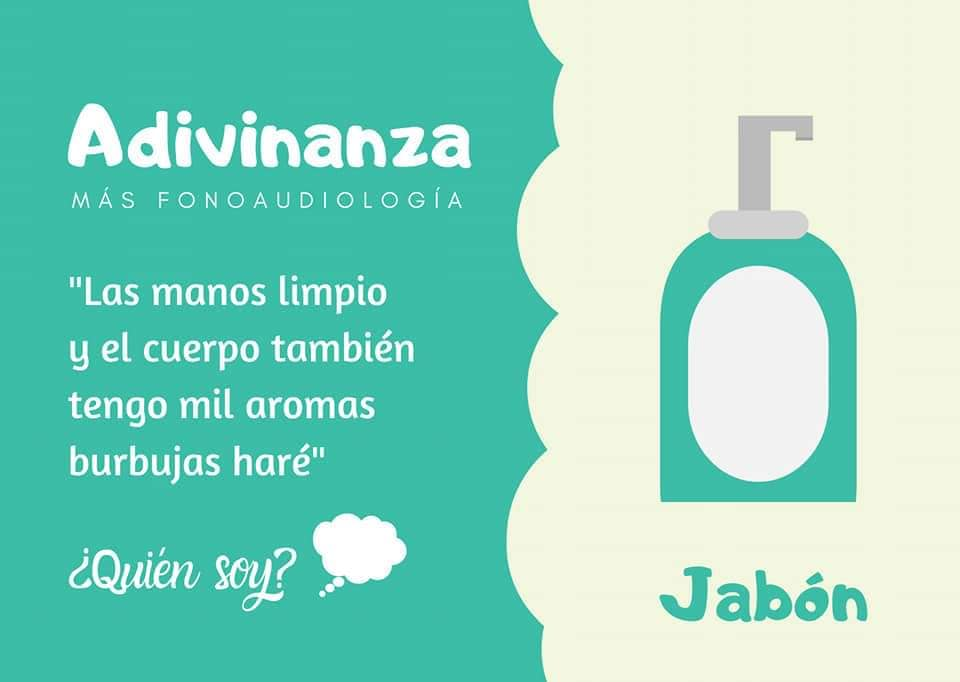 Adivinanza
MÁS FONOAUDIOLOGÍA
"Las manos limpio
y el cuerpo también
tengo mil aromas
burbujas haré"
¿Quién soy?
Jabón